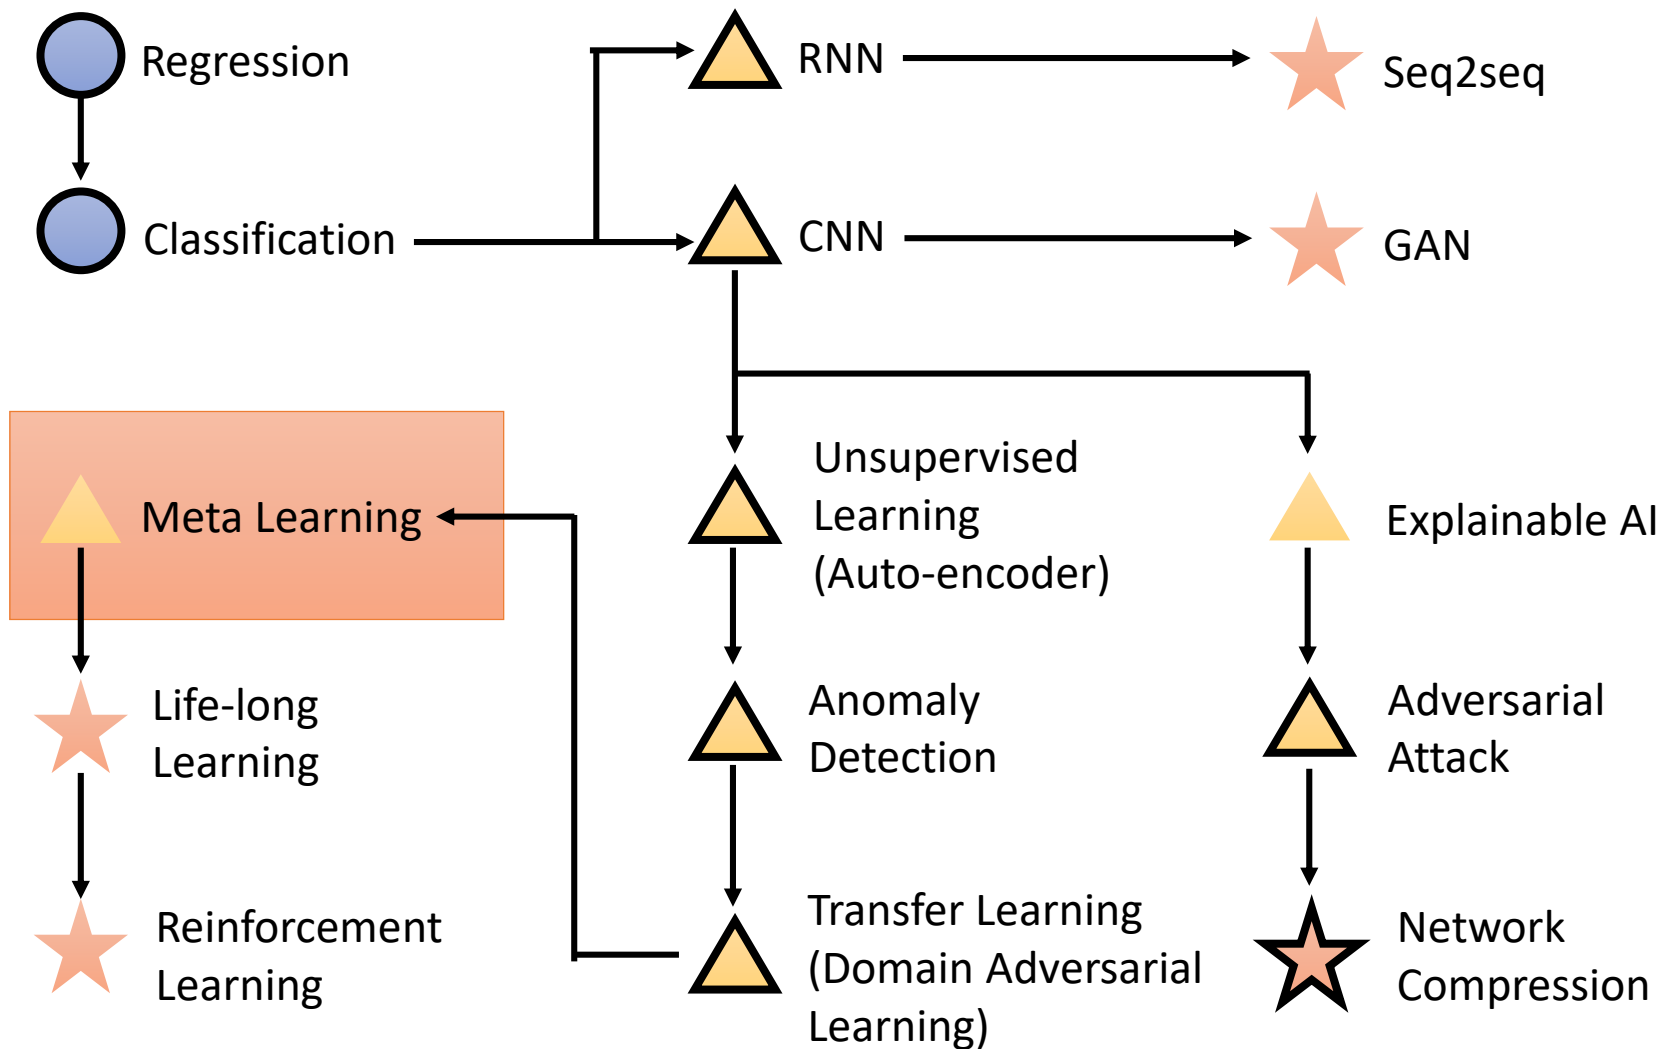 Regression
RNN
Seq2seq
Classification
CNN
GAN
Meta Learning
Unsupervised
Learning
(Auto-encoder)
Explainable AI
Life-long
Learning
Anomaly
Detection
Adversarial
Attack
Reinforcement
Learning
Transfer Learning
(Domain Adversarial
Learning)
Network
Compression